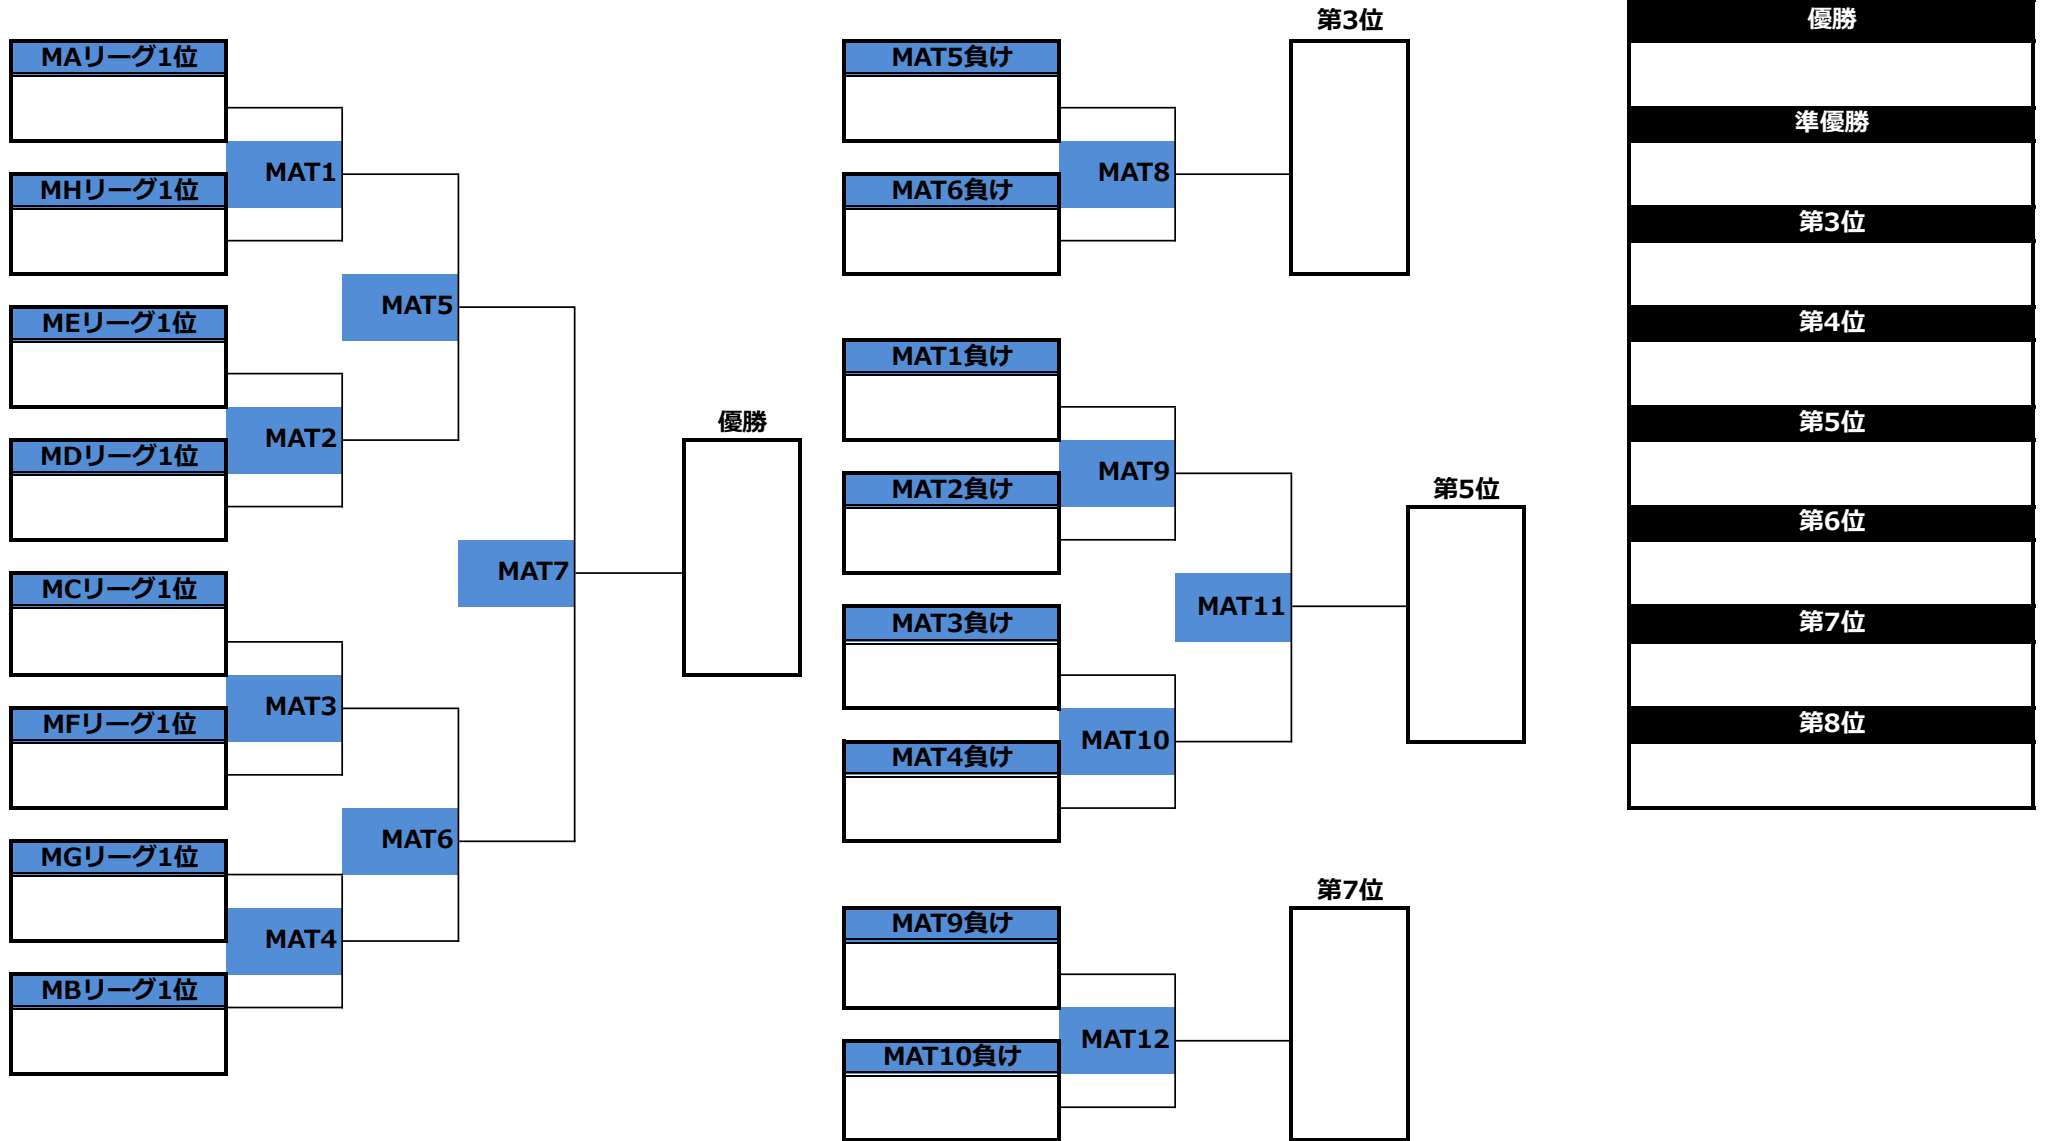 MAリーグ1位
MAT1
MHリーグ1位
MAT5
MEリーグ1位
MAT2
MDリーグ1位
優勝
MAT7
MCリーグ1位
MAT3
MFリーグ1位
MAT6
MGリーグ1位
MAT4
MBリーグ1位
第3位
MAT5負け
MAT8
MAT6負け
MAT1負け
MAT9
MAT2負け
第5位
MAT11
MAT3負け
MAT10
MAT4負け
第7位
MAT9負け
MAT12
MAT10負け
優勝
準優勝
第3位
第4位
第5位
第6位
第7位
第8位